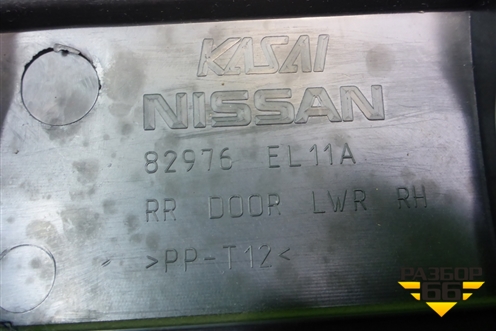 KASAI
NISSAN
82976 EL11A
RR DOOR LWR RH
>PP-T12<
РАЗБОР
66